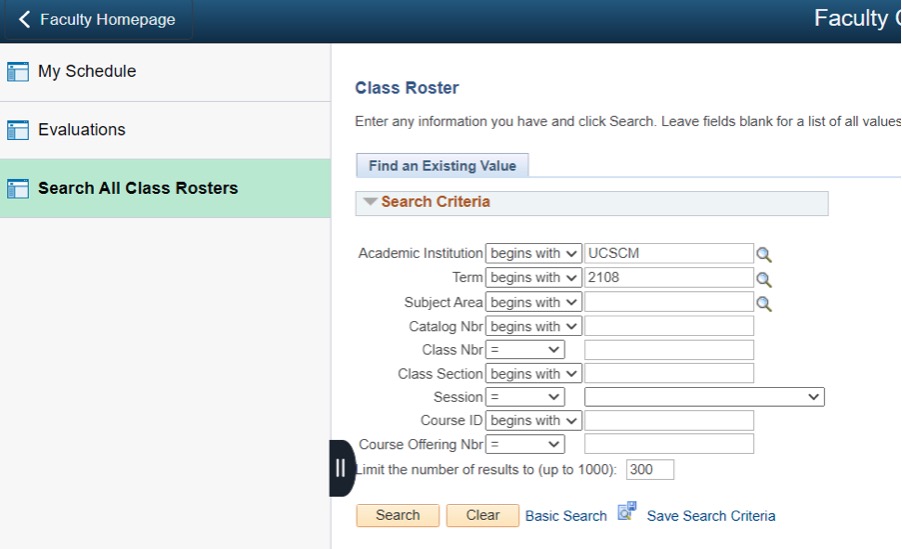 Faculty Homepage
Faculty
My Schedule
Evaluations
Search All Class Rosters
Class Roster
Enter any information you have and click Search. Leave fields blank for a list of all values
Find an Existing Value
Search Criteria
Academic Institution begins with UCSCM
Term begins with 2108
Subject Area begins with
Catalog Nbr begins with
Class Nbr =
Class Section begins with
Session =
Course ID begins with
Course Offering Nbr =
Limit the number of results to (up to 1000): 300
Search Clear Basic Search Save Search Criteria